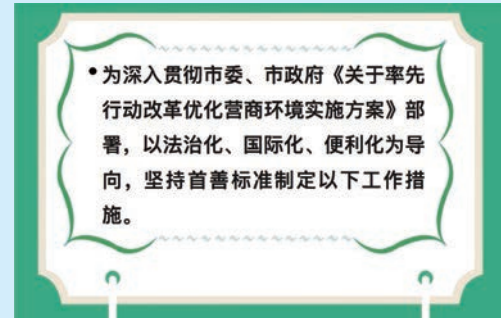 •为深入贯彻市委、市政府《关于率先
行动改革优化营商环境实施方案》部
署，以法治化、国际化、便利化为导
向，坚持首善标准制定以下工作措
施。